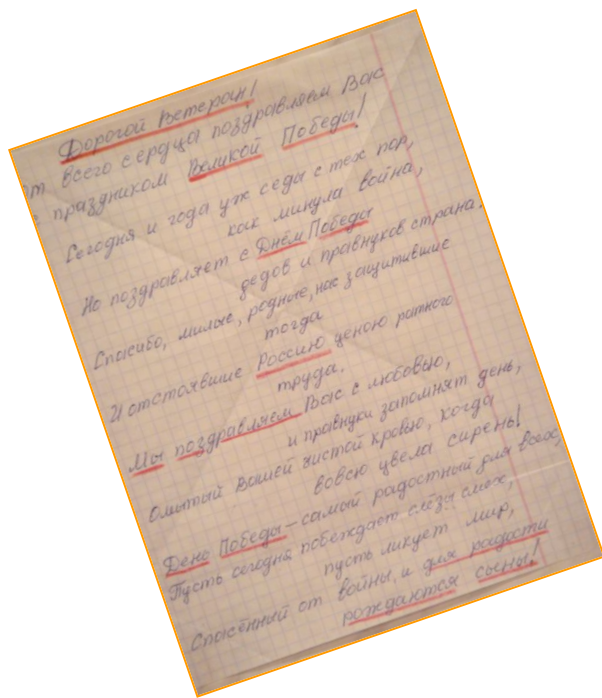 Дорогой Ветеран!
От всего сердца поздравляем Вас
с праздником Великой Победы!
Сегодня и года уж седы с тех пор,
как минула война,
Но поздравляет с Днём Победы
дедов и правнуков страна.
Спасибо, милые, родные, нас защитившие
тогда
И отстоявшие Россию ценою ратного
труда.
Мы поздравляем Вас с любовью,
и правнуки запомнят день,
Омытый Вашей чистой кровью, когда
вовсю цвела сирень!
День Победы – самый радостный для всех,
Пусть сегодня побеждает слёзы смех,
пусть ликует мир,
Спасённый от войны, и для радости
рождаются сыны!